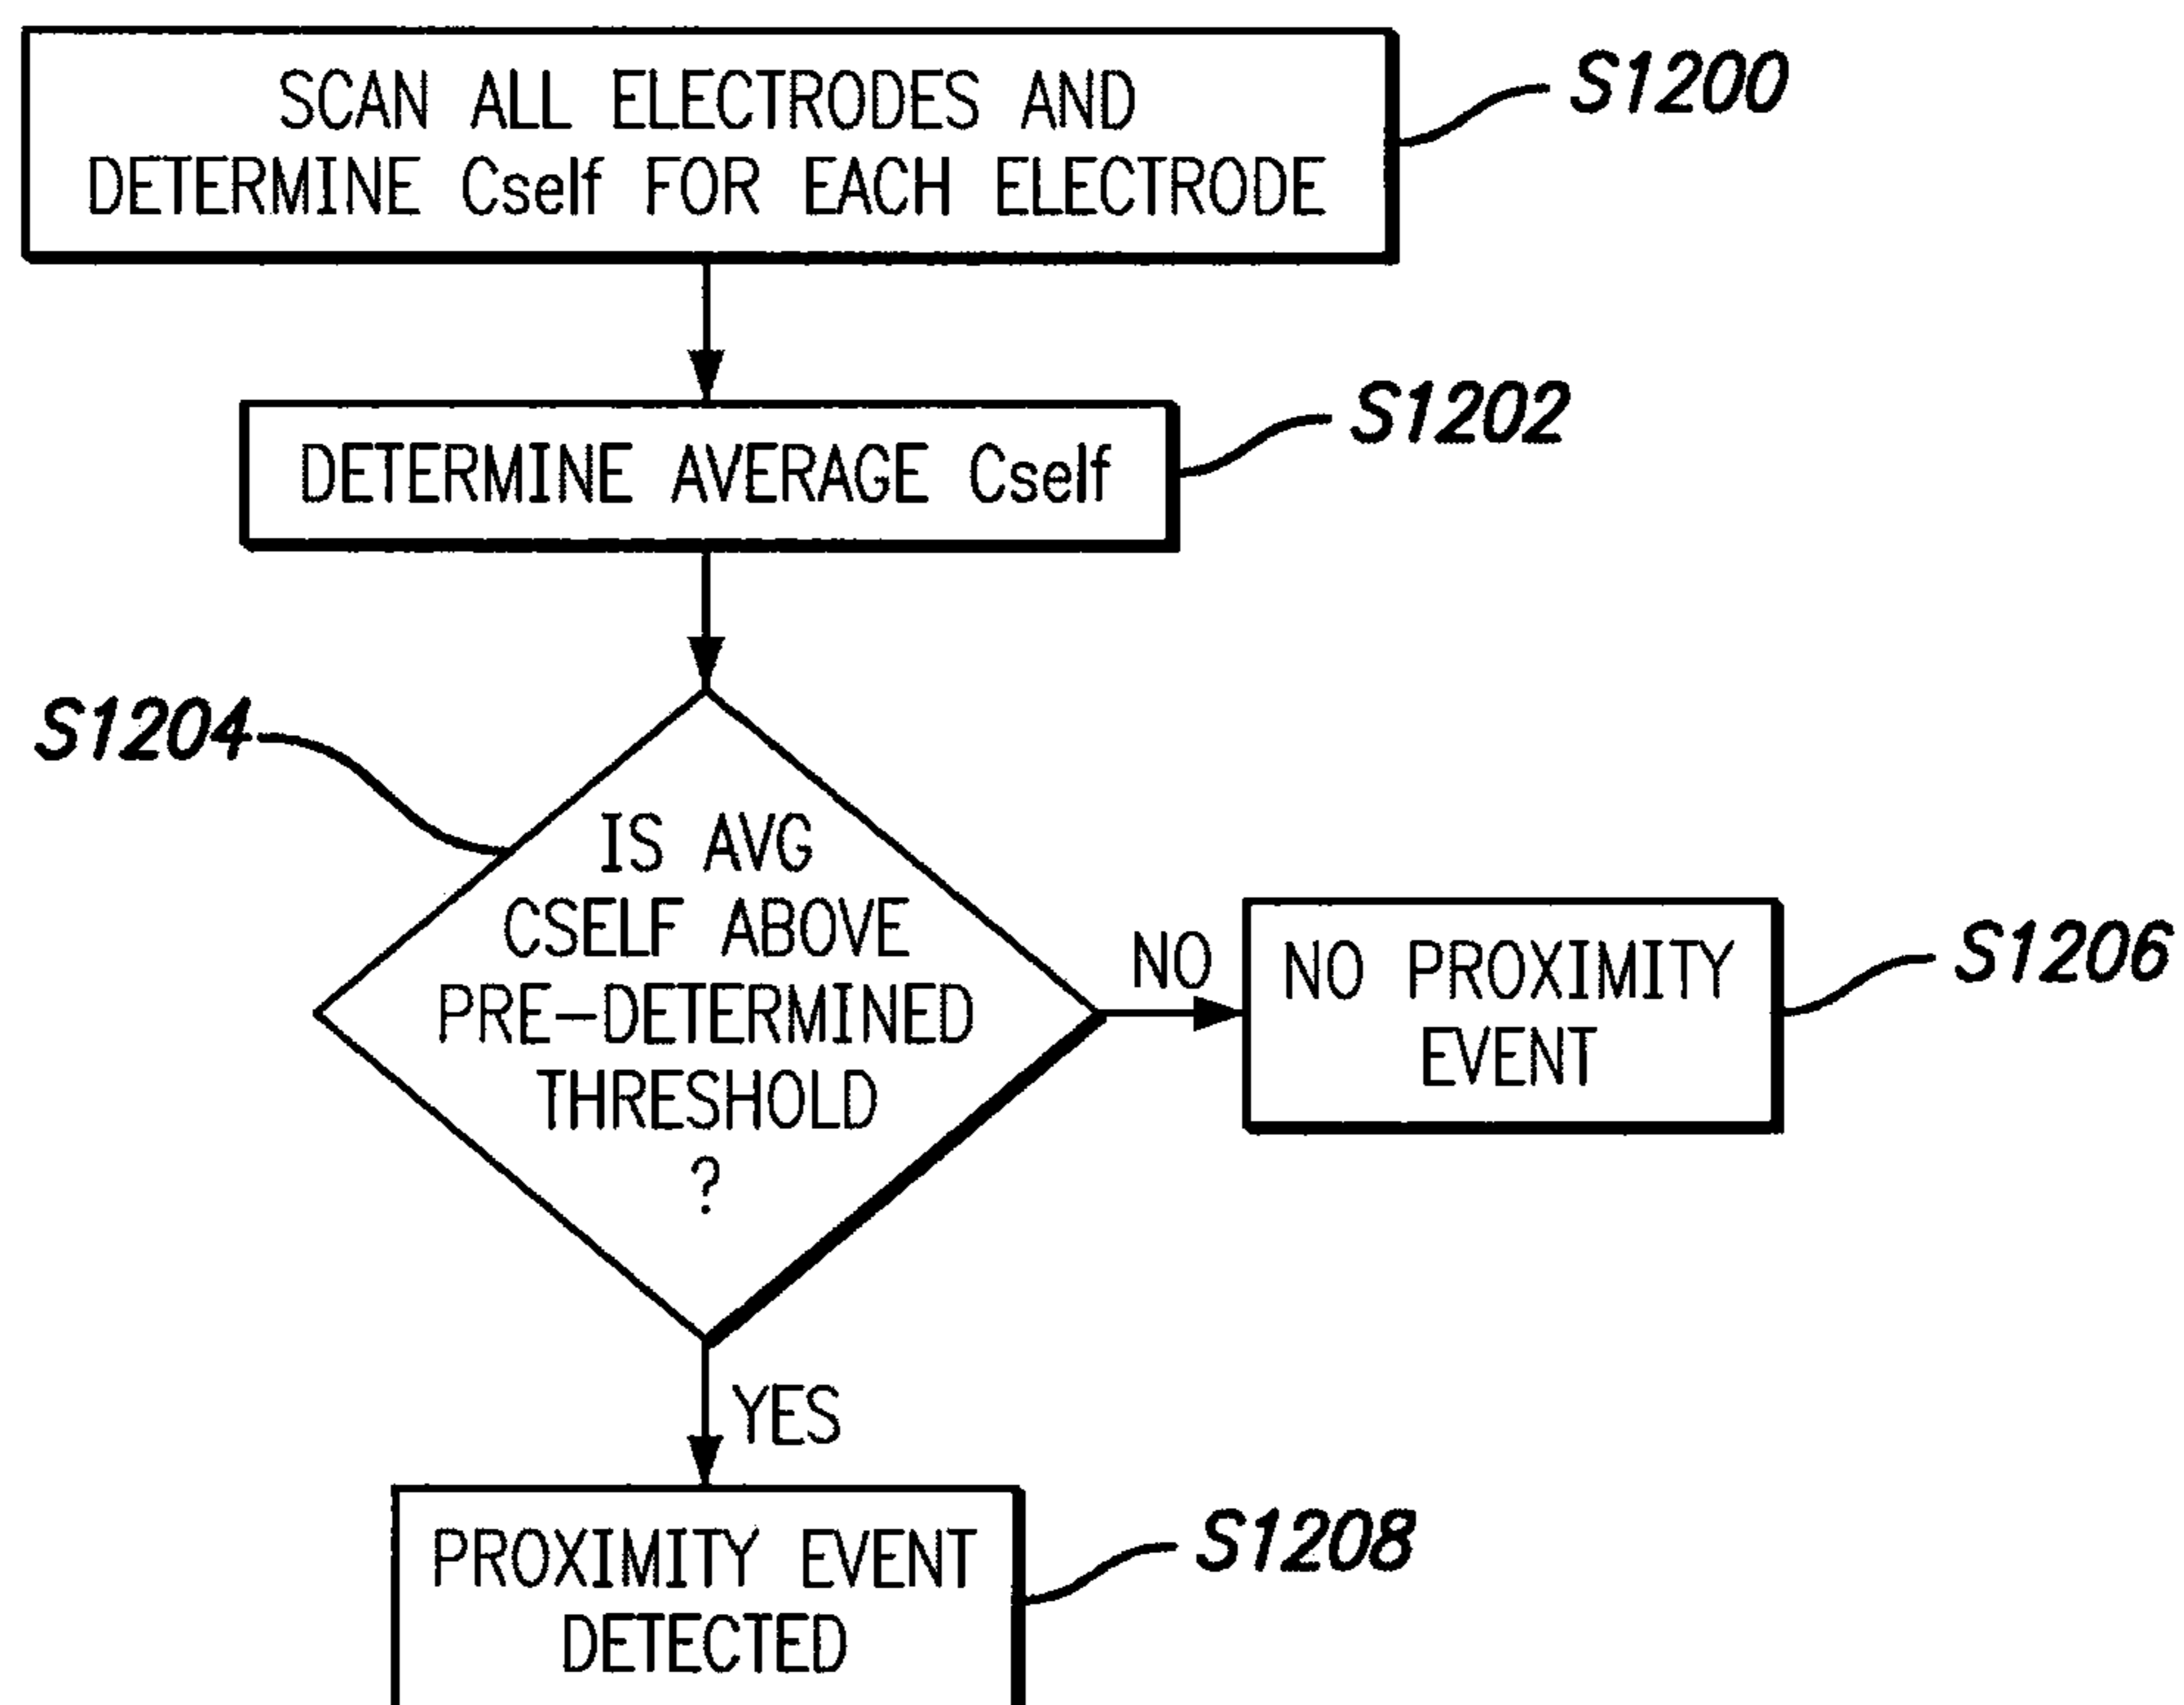 SCAN ALL ELECTRODES AND
DETERMINE Cself FOR EACH ELECTRODE
S1200
DETERMINE AVERAGE Cself
S1202
S1204
IS AVG
CSELF ABOVE
PRE-DETERMINED
THRESHOLD
?
NO
NO PROXIMITY
EVENT
S1206
YES
PROXIMITY EVENT
DETECTED
S1208